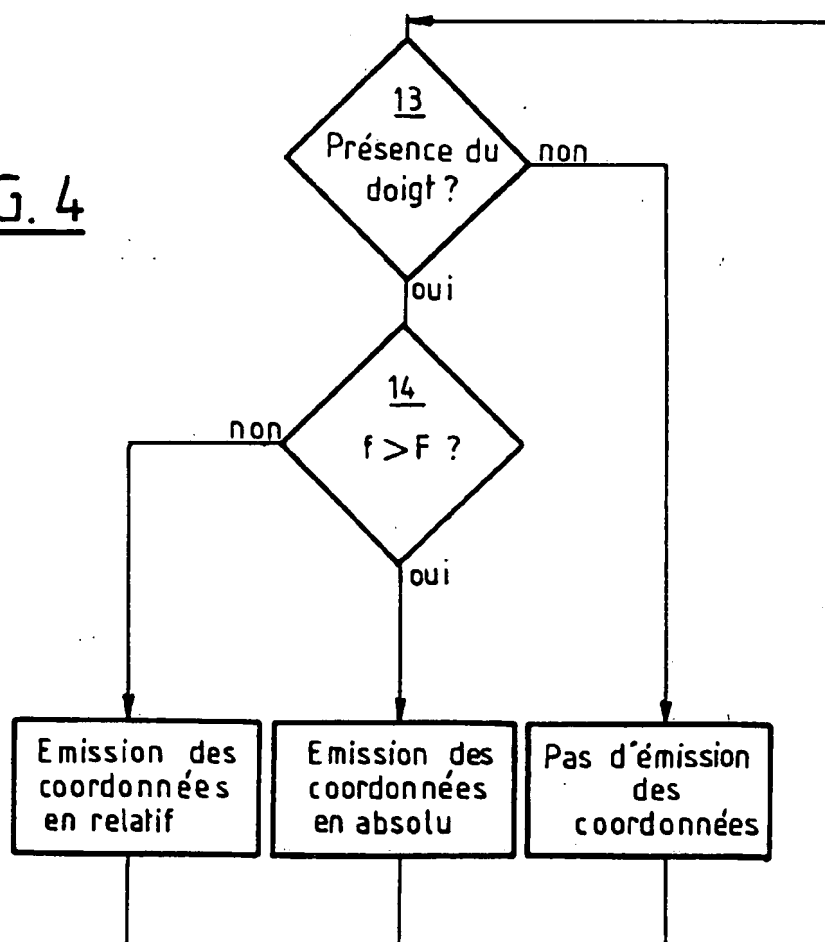 13
Présence du
doigt ?
non
G. 4
oui
14
f > F ?
non
oui
Emission des
coordonnées
en relatif
Emission des
coordonnées
en absolu
Pas d'émission
des
coordonnées